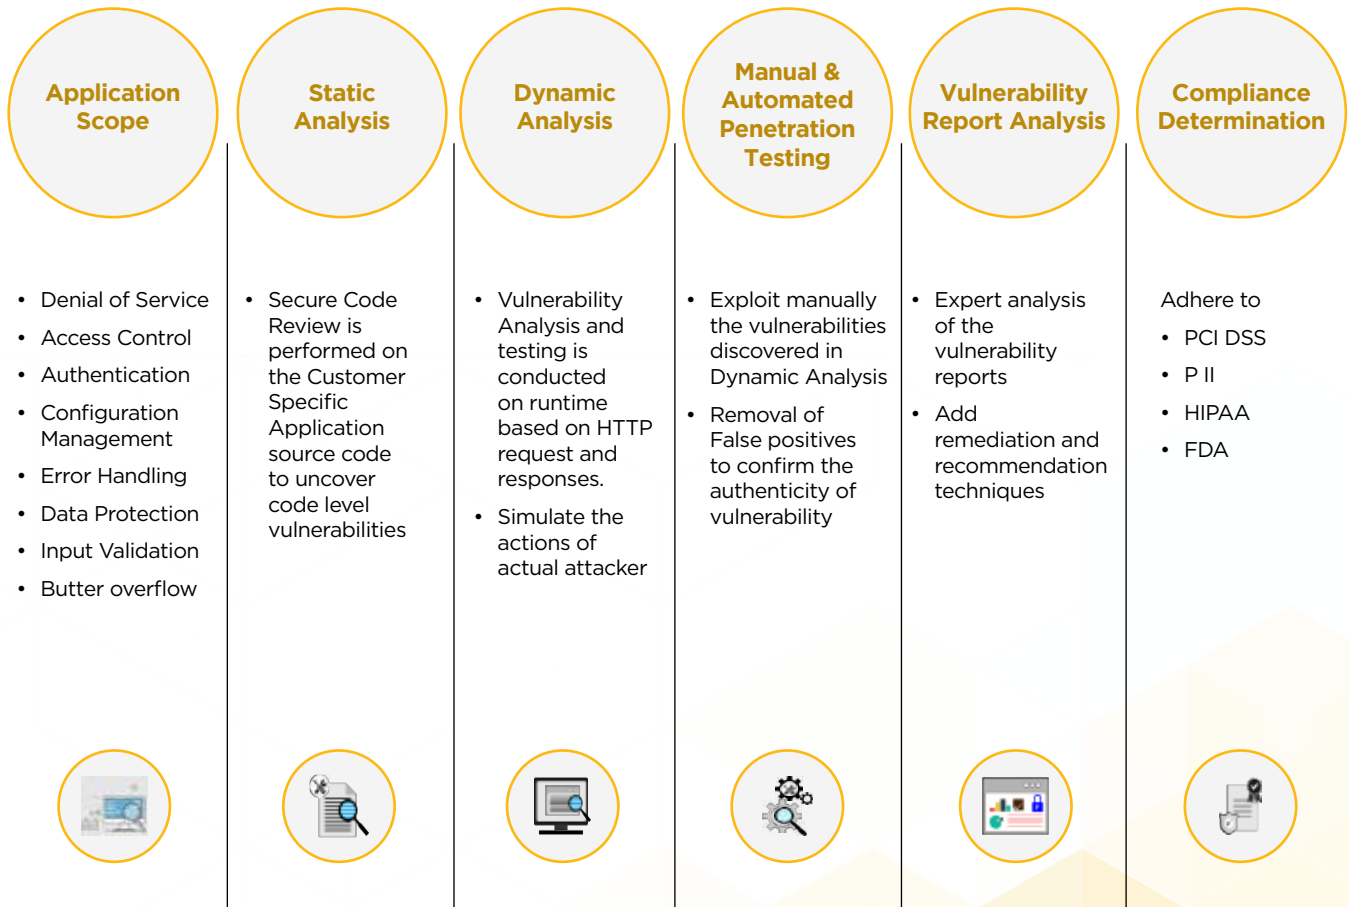 Application
Scope
Static
Analysis
Dynamic
Analysis
Manual &
Automated
Penetration
Testing
Vulnerability
Report Analysis
Compliance
Determination
• Denial of Service
• Access Control
• Authentication
• Configuration
Management
• Error Handling
• Data Protection
• Input Validation
• Butter overflow
• Secure Code
Review is
performed on
the Customer
Specific
Application
source code
to uncover
code level
vulnerabilities
• Vulnerability
Analysis and
testing is
conducted
on runtime
based on HTTP
request and
responses.
• Simulate the
actions of
actual attacker
• Exploit manually
the vulnerabilities
discovered in
Dynamic Analysis
• Removal of
False positives
to confirm the
authenticity of
vulnerability
• Expert analysis
of the
vulnerability
reports
• Add
remediation and
recommendation
techniques
Adhere to
• PCI DSS
• P II
• HIPAA
• FDA